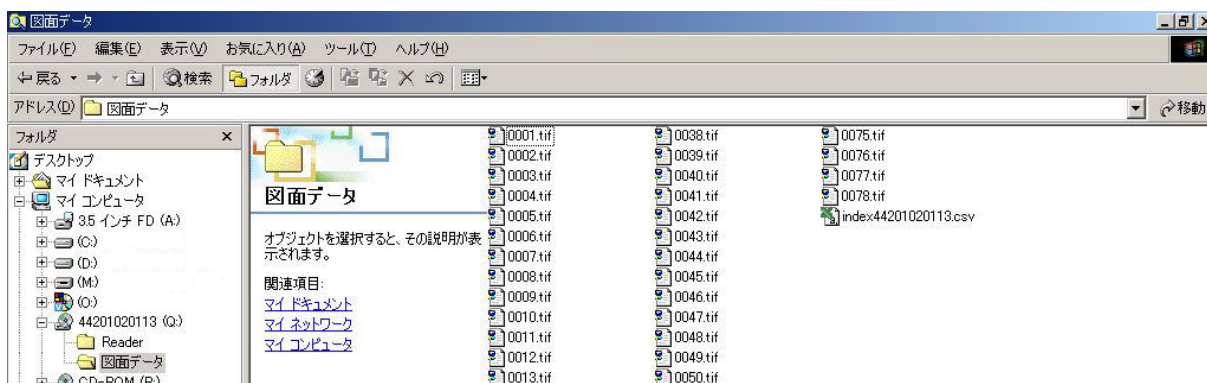 図面データ
ファイル(F) 編集(E) 表示(V) お気に入り(A) ツール(T) ヘルプ(H)
戻る 検索 フォルダ
アドレス(D) 図面データ 移動
フォルダ
デスクトップ
マイ ドキュメント
マイ コンピュータ
3.5 インチ FD (A:)
(C:)
(D:)
(M:)
(O:)
44201020113 (Q:)
Reader
図面データ
CD-ROM (R:)
図面データ
オブジェクトを選択すると、その説明が表
示されます。
関連項目:
マイ ドキュメント
マイ ネットワーク
マイ コンピュータ
0001.tif
0002.tif
0003.tif
0004.tif
0005.tif
0006.tif
0007.tif
0008.tif
0009.tif
0010.tif
0011.tif
0012.tif
0013.tif
0038.tif
0039.tif
0040.tif
0041.tif
0042.tif
0043.tif
0044.tif
0045.tif
0046.tif
0047.tif
0048.tif
0049.tif
0050.tif
0075.tif
0076.tif
0077.tif
0078.tif
index44201020113.csv